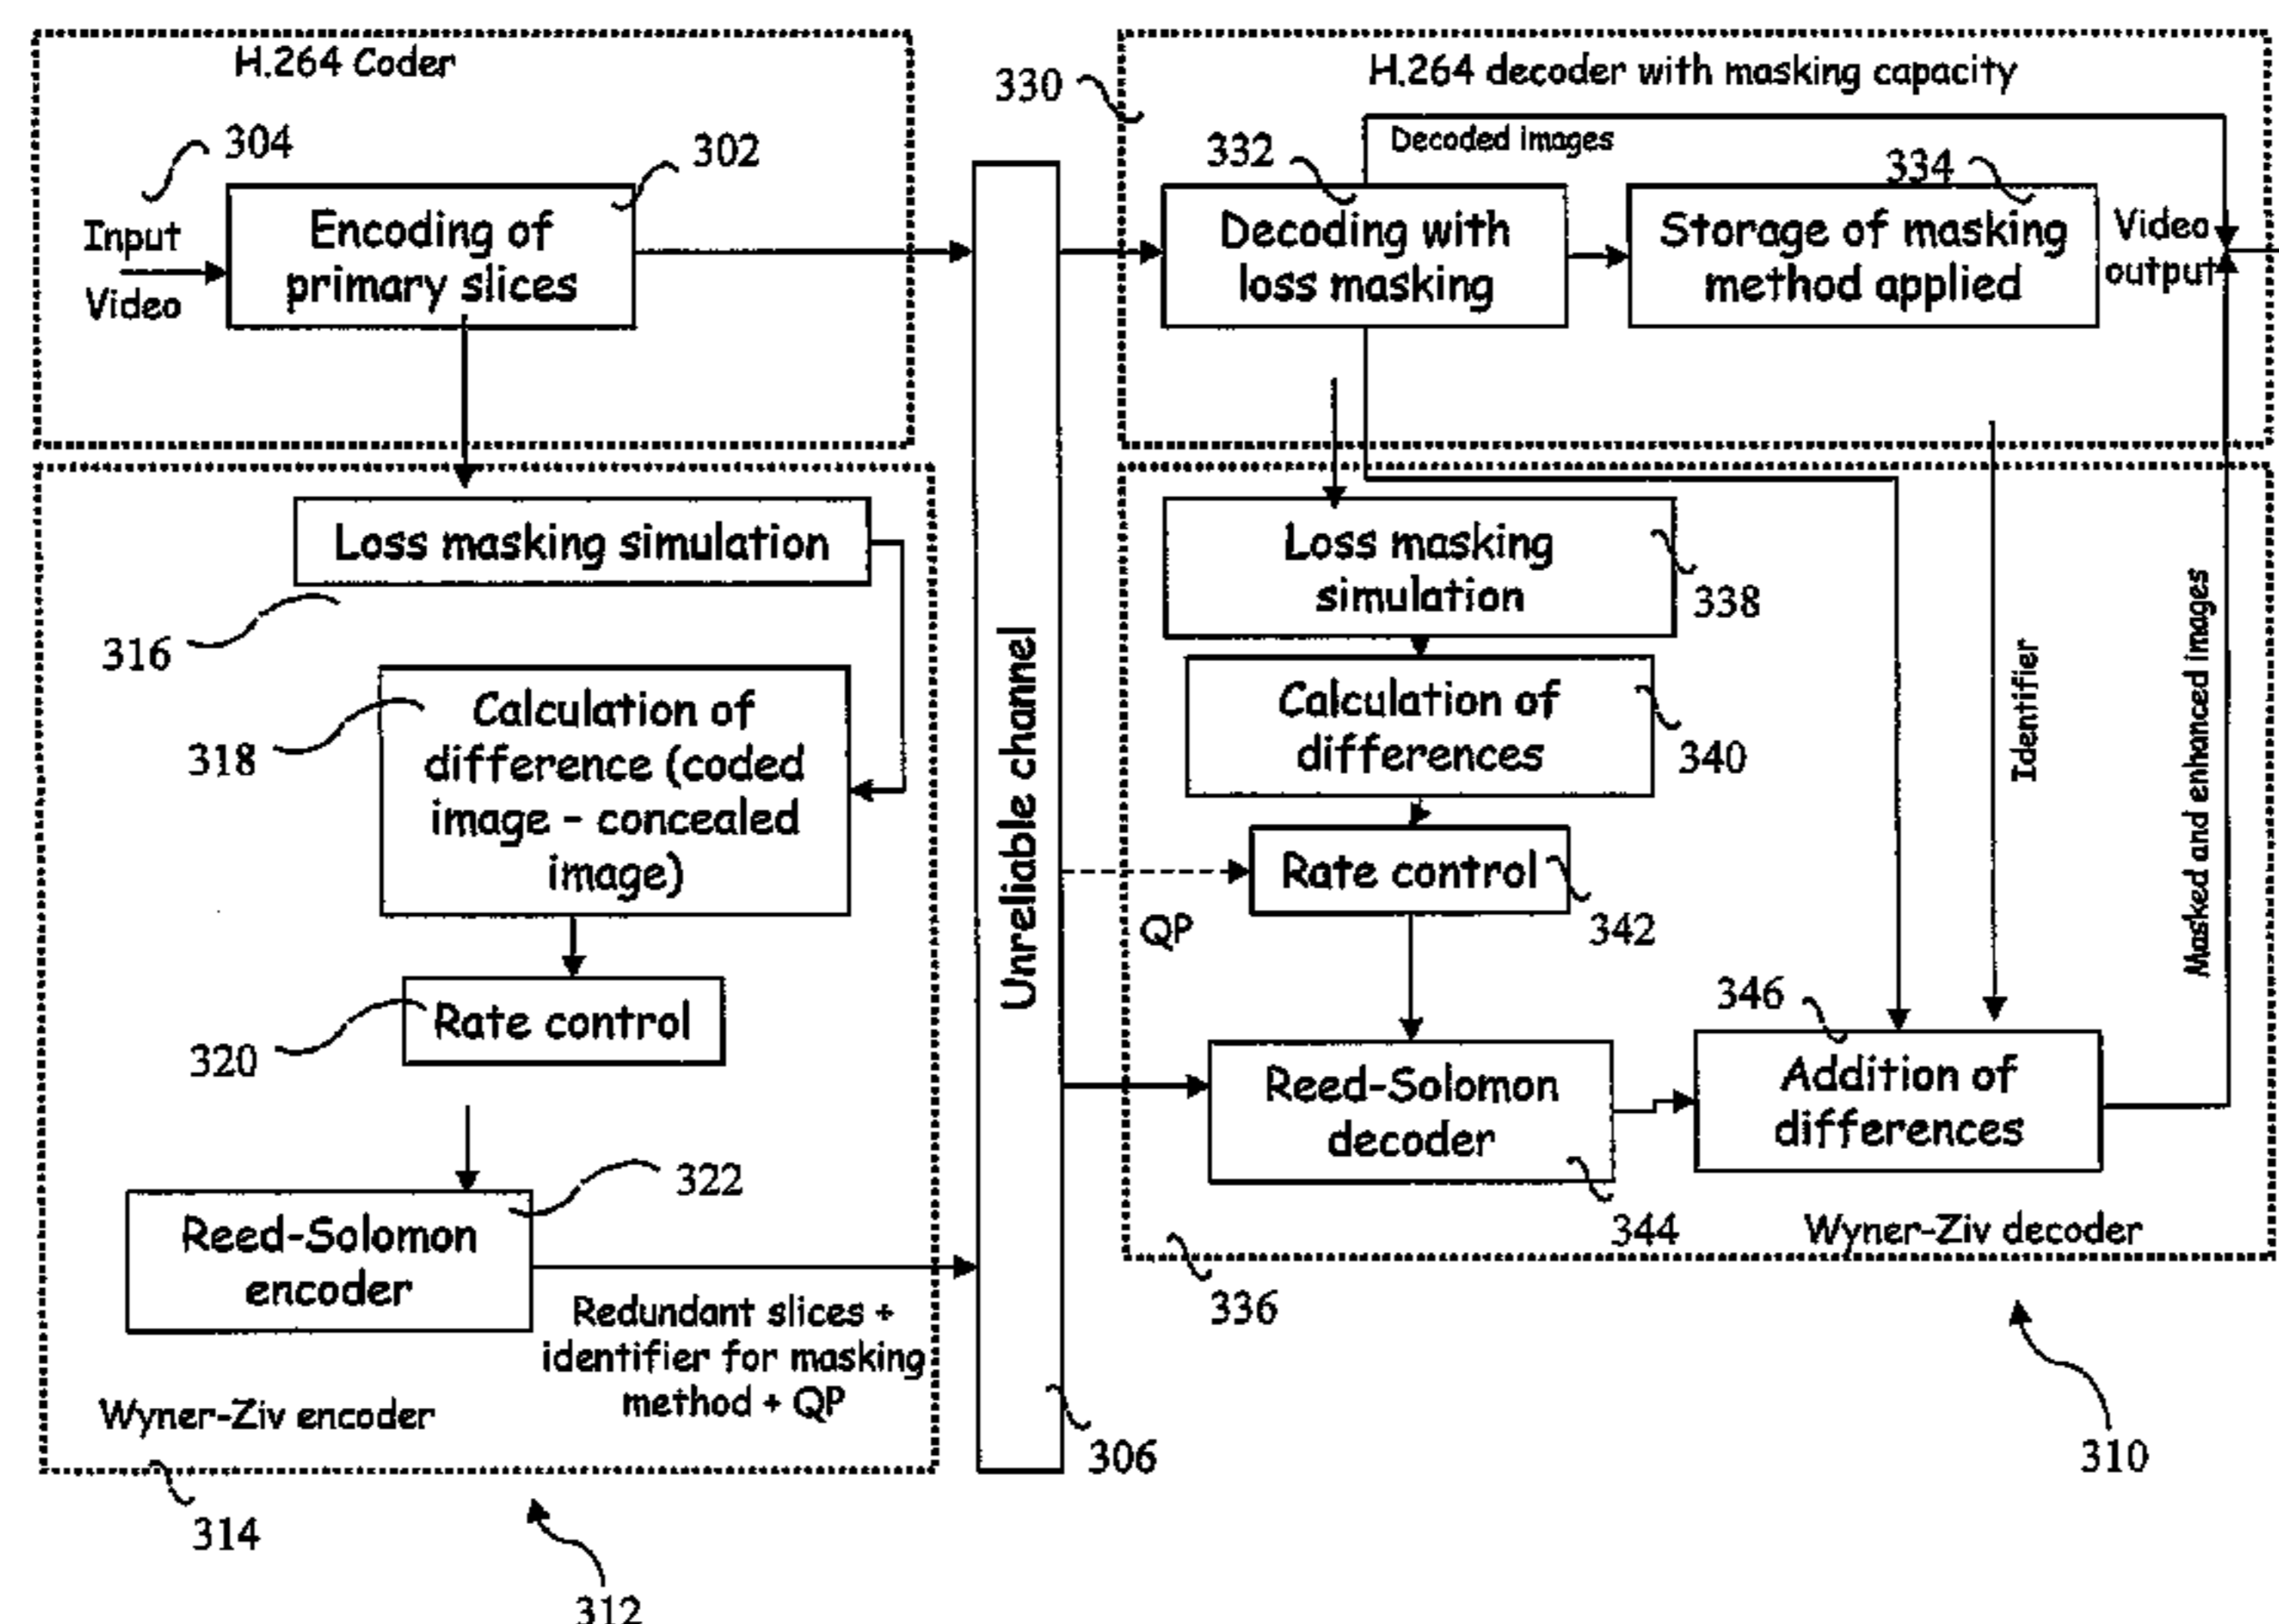 H.264 Coder
304
302
Input
Video
Encoding of
primary slices
Loss masking simulation
316
Calculation of
difference (coded
image - concealed
image)
318
Rate control
320
Reed-Solomon
encoder
322
Redundant slices +
identifier for masking
method + QP
Wyner-Ziv encoder
314
312
Unreliable channel
306
330
H.264 decoder with masking capacity
Decoded images
332
334
Decoding with
loss masking
Storage of masking
method applied
Video
output
Loss masking
simulation
338
Calculation of
differences
340
Rate control
342
QP
Identifier
Masked and enhanced images
346
Reed-Solomon
decoder
344
Addition of
differences
Wyner-Ziv decoder
336
310